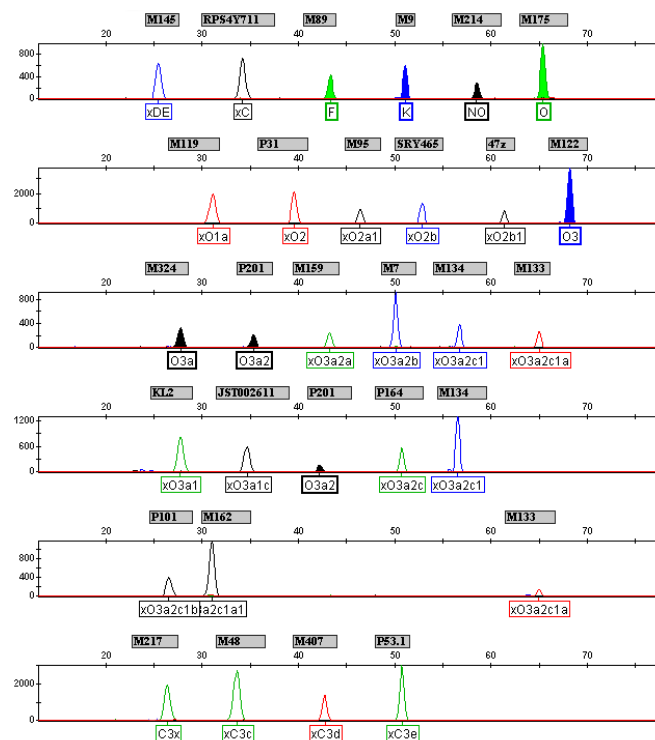 M145 RPS4Y711 M89 M9 M214 M175
20 30 40 50 60 70
800
400
0
xDE xC F K NO O
M119 P31 M95 SRY465 47z M122
20 30 40 50 60 70
2000
0
xO1a xO2 xO2a1 xO2b xO2b1 O3
M324 P201 M159 M7 M134 M133
20 30 40 50 60 70
800
400
0
O3a O3a2 xO3a2a xO3a2b xO3a2c1 xO3a2c1a
KL2 JST002611 P201 P164 M134
20 30 40 50 60 70
1200
800
400
0
xO3a1 xO3a1c O3a2 xO3a2c xO3a2c1
P101 M162 M133
20 30 40 50 60 70
800
400
0
xO3a2c1b a2c1a1 xO3a2c1a
M217 M48 M407 P53.1
20 30 40 50 60 70
2000
0
C3x xC3c xC3d xC3e